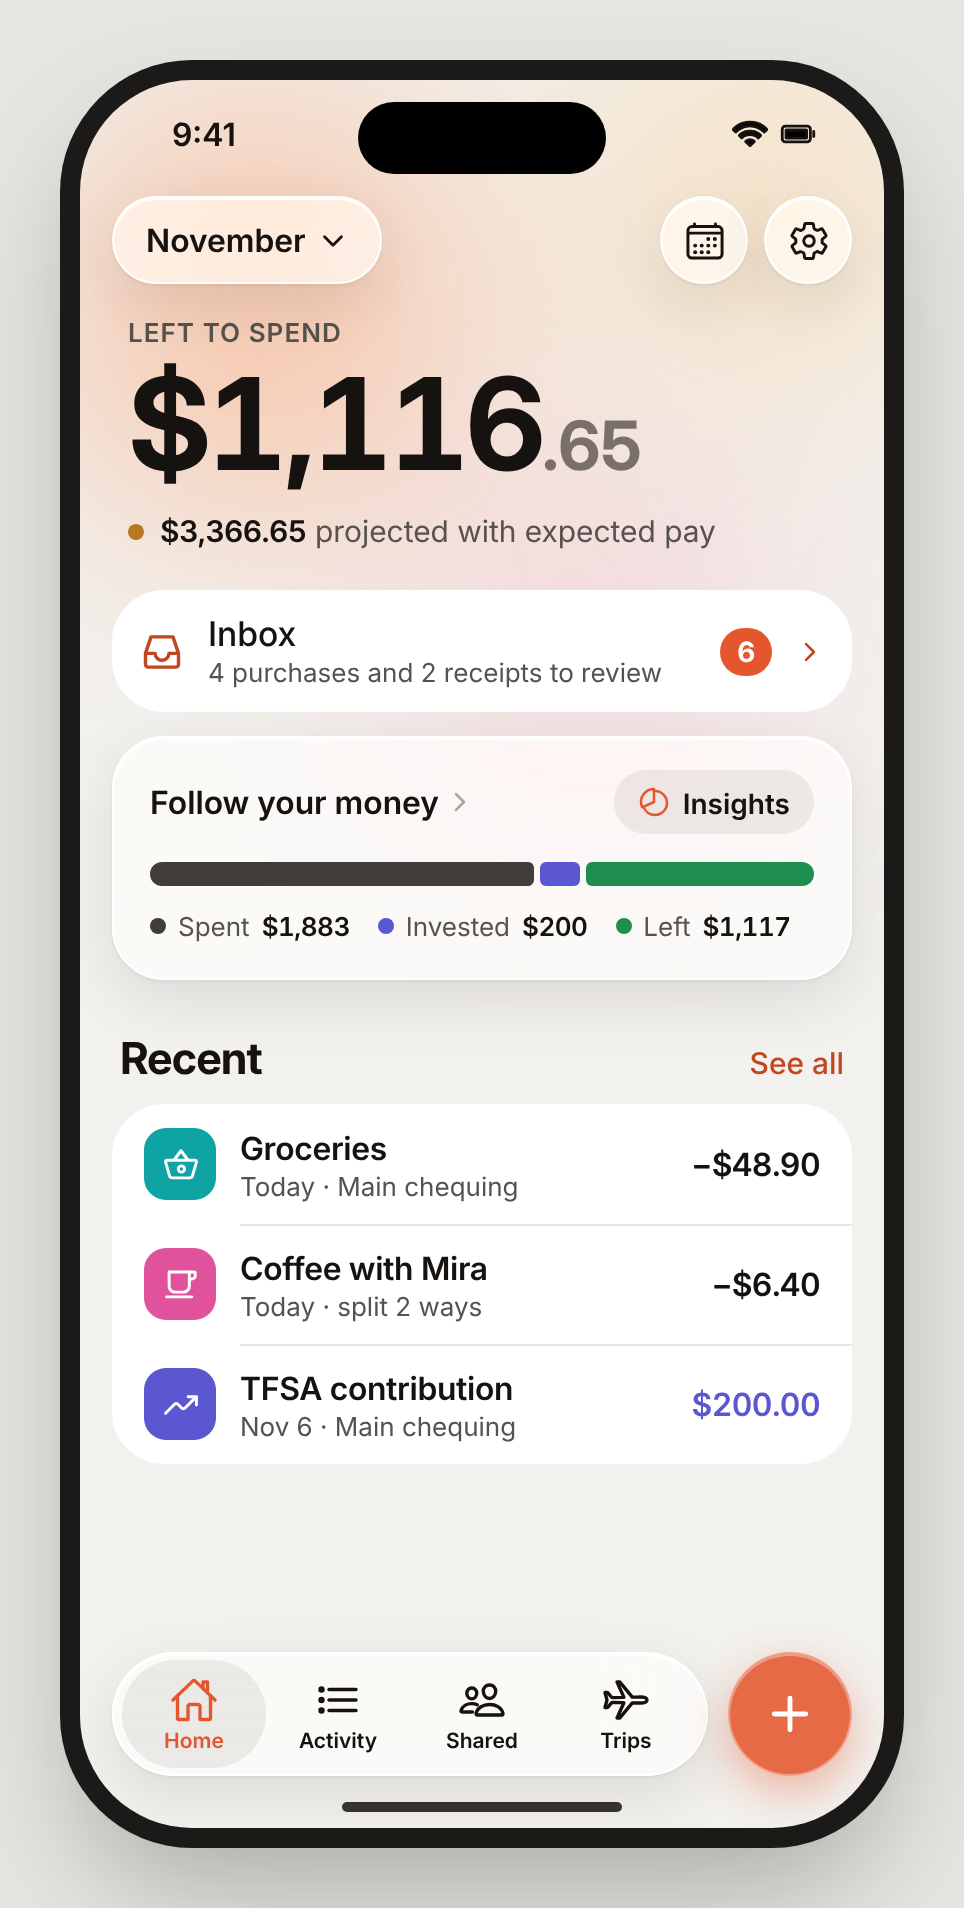 9:41
November
LEFT TO SPEND
$1,116.65
$3,366.65 projected with expected pay
Inbox
4 purchases and 2 receipts to review
6
Follow your money
Insights
Spent $1,883 Invested $200 Left $1,117
Recent
See all
Groceries
Today · Main chequing
−$48.90
Coffee with Mira
Today · split 2 ways
−$6.40
TFSA contribution
Nov 6 · Main chequing
$200.00
Home
Activity
Shared
Trips